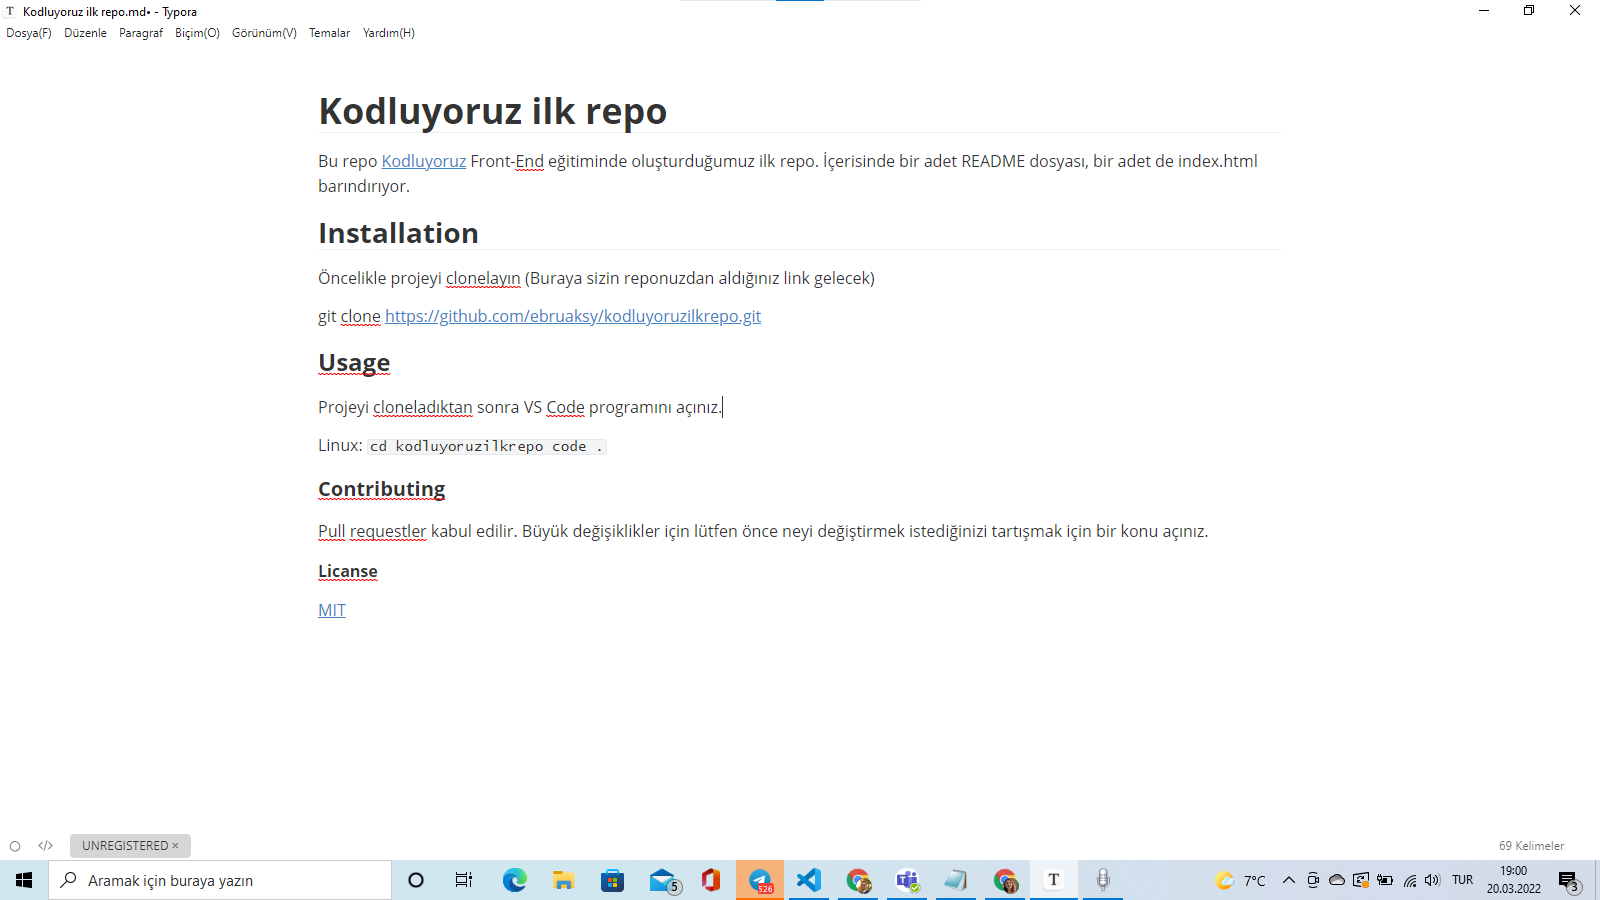 Kodluyoruz ilk repo.md• - Typora
Dosya(F) Düzenle Paragraf Biçim(O) Görünüm(V) Temalar Yardım(H)
Kodluyoruz ilk repo
Bu repo Kodluyoruz Front-End eğitiminde oluşturduğumuz ilk repo. İçerisinde bir adet README dosyası, bir adet de index.html
barındırıyor.
Installation
Öncelikle projeyi clonelayın (Buraya sizin reponuzdan aldığınız link gelecek)
git clone https://github.com/ebruaksy/kodluyoruzilkrepo.git
Usage
Projeyi cloneladıktan sonra VS Code programını açınız.
Linux: cd kodluyoruzilkrepo code .
Contributing
Pull requestler kabul edilir. Büyük değişiklikler için lütfen önce neyi değiştirmek istediğinizi tartışmak için bir konu açınız.
Licanse
MIT
</> UNREGISTERED × 69 Kelimeler
Aramak için buraya yazın 5 526 T 7°C TUR 19:00
20.03.2022 3